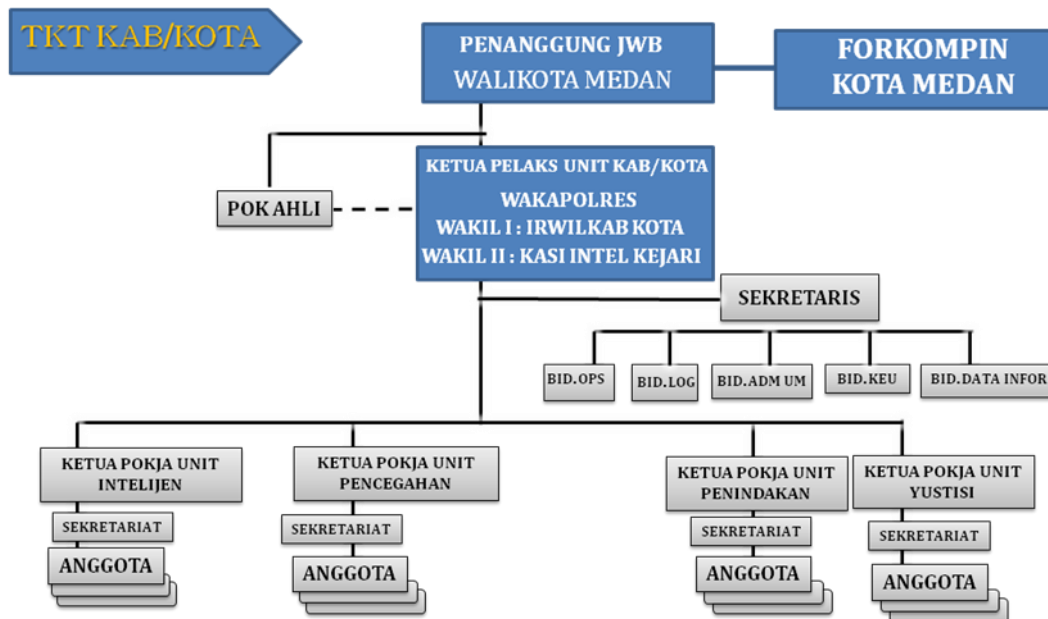 TKT KAB/KOTA
PENANGGUNG JWB
WALIKOTA MEDAN
FORKOMPIN
KOTA MEDAN
KETUA PELAKS UNIT KAB/KOTA
WAKAPOLRES
WAKIL I : IRWILKAB KOTA
WAKIL II : KASI INTEL KEJARI
POK AHLI
SEKRETARIS
BID.OPS
BID.LOG
BID.ADM UM
BID.KEU
BID.DATA INFOR
KETUA POKJA UNIT
INTELIJEN
SEKRETARIAT
ANGGOTA
KETUA POKJA UNIT
PENCEGAHAN
SEKRETARIAT
ANGGOTA
KETUA POKJA UNIT
PENINDAKAN
SEKRETARIAT
ANGGOTA
KETUA POKJA UNIT
YUSTISI
SEKRETARIAT
ANGGOTA